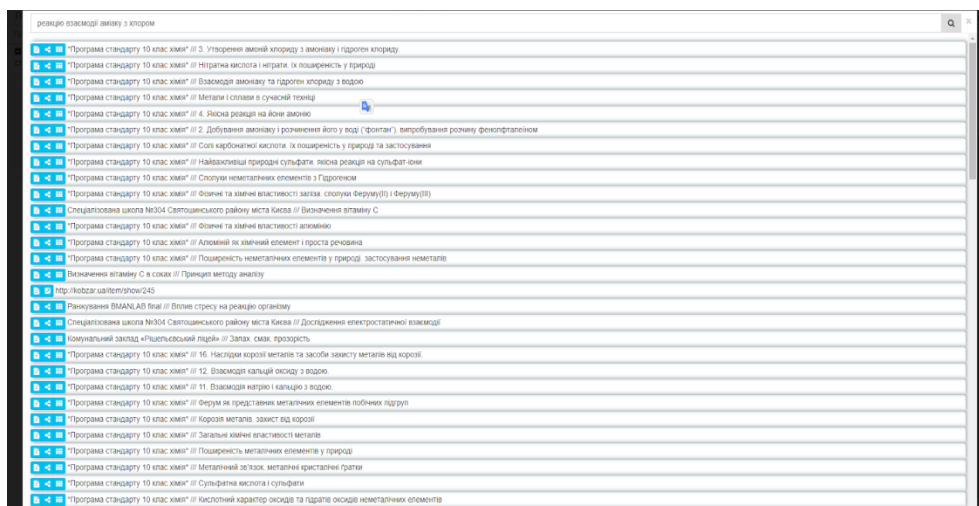 реакцію взаємодії аміаку з хлором
"Програма стандарту 10 клас хімія" /// 3. Утворення амоній хлориду з амоніаку і гідроген хлориду.
"Програма стандарту 10 клас хімія" /// Нітратна кислота і нітрати. їх поширеність у природі
"Програма стандарту 10 клас хімія" /// Взаємодія амоніаку та гідроген хлориду з водою
"Програма стандарту 10 клас хімія" /// Метали і сплави в сучасній техніці
"Програма стандарту 10 клас хімія" /// 4. Якісна реакція на йони амонію
"Програма стандарту 10 клас хімія" /// 2. Добування амоніаку і розчинення його у воді ("фонтан"). випробування розчину фенолфталеїном
"Програма стандарту 10 клас хімія" /// Солі карбонатної кислоти. їх поширеність у природі та застосування
"Програма стандарту 10 клас хімія" /// Найважливіші природні сульфати. якісна реакція на сульфат-іони
"Програма стандарту 10 клас хімія" /// Сполуки неметалічних елементів з Гідрогеном
"Програма стандарту 10 клас хімія" /// Фізичні та хімічні властивості заліза. сполуки Феруму(ІІ) і Феруму(ІІІ)
Спеціалізована школа №304 Святошинського району міста Києва /// Визначення вітаміну С
"Програма стандарту 10 клас хімія" /// Фізичні та хімічні властивості алюмінію
"Програма стандарту 10 клас хімія" /// Алюміній як хімічний елемент і проста речовина
"Програма стандарту 10 клас хімія" /// Поширеність неметалічних елементів у природі. застосування неметалів
Визначення вітаміну С в соках /// Принцип методу аналізу
http://kobzar.ua/item/show/245
Ранжування BMANLAB final /// Вплив стресу на реакцію організму
Спеціалізована школа №304 Святошинського району міста Києва /// Дослідження електростатичної взаємодії
Комунальний заклад «Рішельєвський ліцей» /// Запах. смак. прозорість
"Програма стандарту 10 клас хімія" /// 16. Наслідки корозії металів та засоби захисту металів від корозії.
"Програма стандарту 10 клас хімія" /// 12. Взаємодія кальцій оксиду з водою.
"Програма стандарту 10 клас хімія" /// 11. Взаємодія натрію і кальцію з водою.
"Програма стандарту 10 клас хімія" /// Ферум як представник металічних елементів побічних підгруп
"Програма стандарту 10 клас хімія" /// Корозія металів. захист від корозії
"Програма стандарту 10 клас хімія" /// Загальні хімічні властивості металів
"Програма стандарту 10 клас хімія" /// Поширеність металічних елементів у природі
"Програма стандарту 10 клас хімія" /// Металічний зв'язок. металічні кристалічні ґратки
"Програма стандарту 10 клас хімія" /// Сульфатна кислота і сульфати
"Програма стандарту 10 клас хімія" /// Кислотний характер оксидів та гідратів оксидів неметалічних елементів